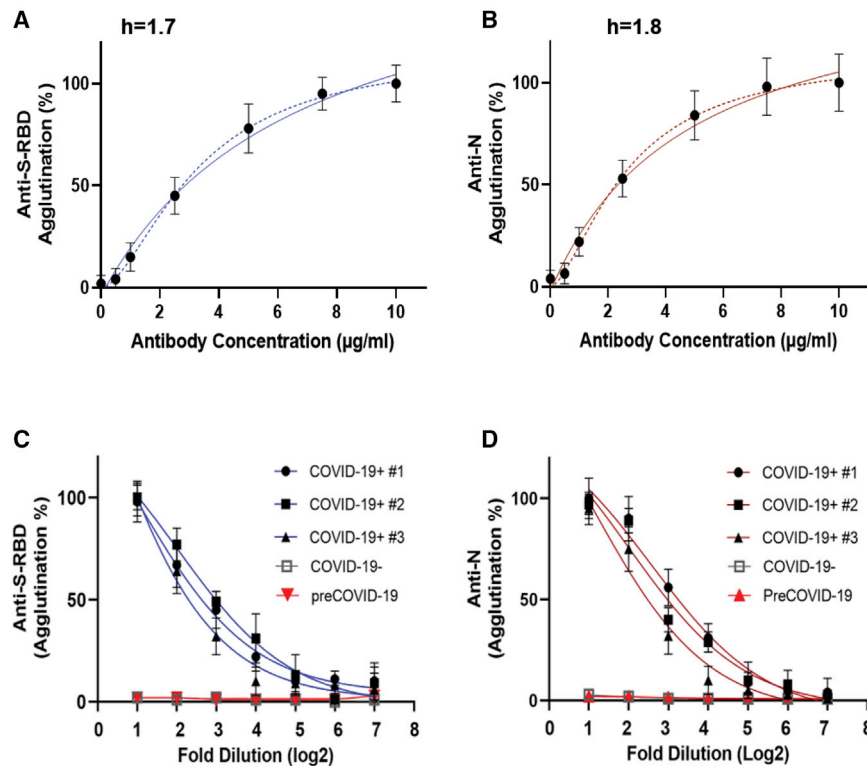 A
h=1.7
Anti-S-RBD
Agglutination (%)
100
50
0
0 2 4 6 8 10
Antibody Concentration (µg/ml)
B
h=1.8
Anti-N
Agglutination (%)
100
50
0
0 2 4 6 8 10
Antibody Concentration (µg/ml)
C
Anti-S-RBD
(Agglutination %)
100
50
0
COVID-19+ #1
COVID-19+ #2
COVID-19+ #3
COVID-19-
preCOVID-19
0 1 2 3 4 5 6 7 8
Fold Dilution (log2)
D
Anti-N
(Agglutination %)
100
50
0
COVID-19+ #1
COVID-19+ #2
COVID-19+ #3
COVID-19-
PreCOVID-19
0 1 2 3 4 5 6 7 8
Fold Dilution (Log2)